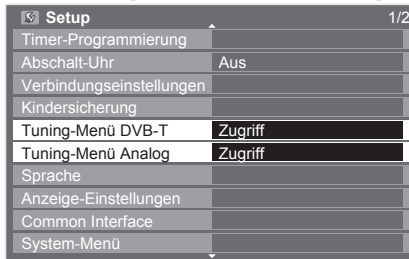 Setup 1/2
Timer-Programmierung
Abschalt-Uhr Aus
Verbindungseinstellungen
Kindersicherung
Tuning-Menü DVB-T Zugriff
Tuning-Menü Analog Zugriff
Sprache
Anzeige-Einstellungen
Common Interface
System-Menü